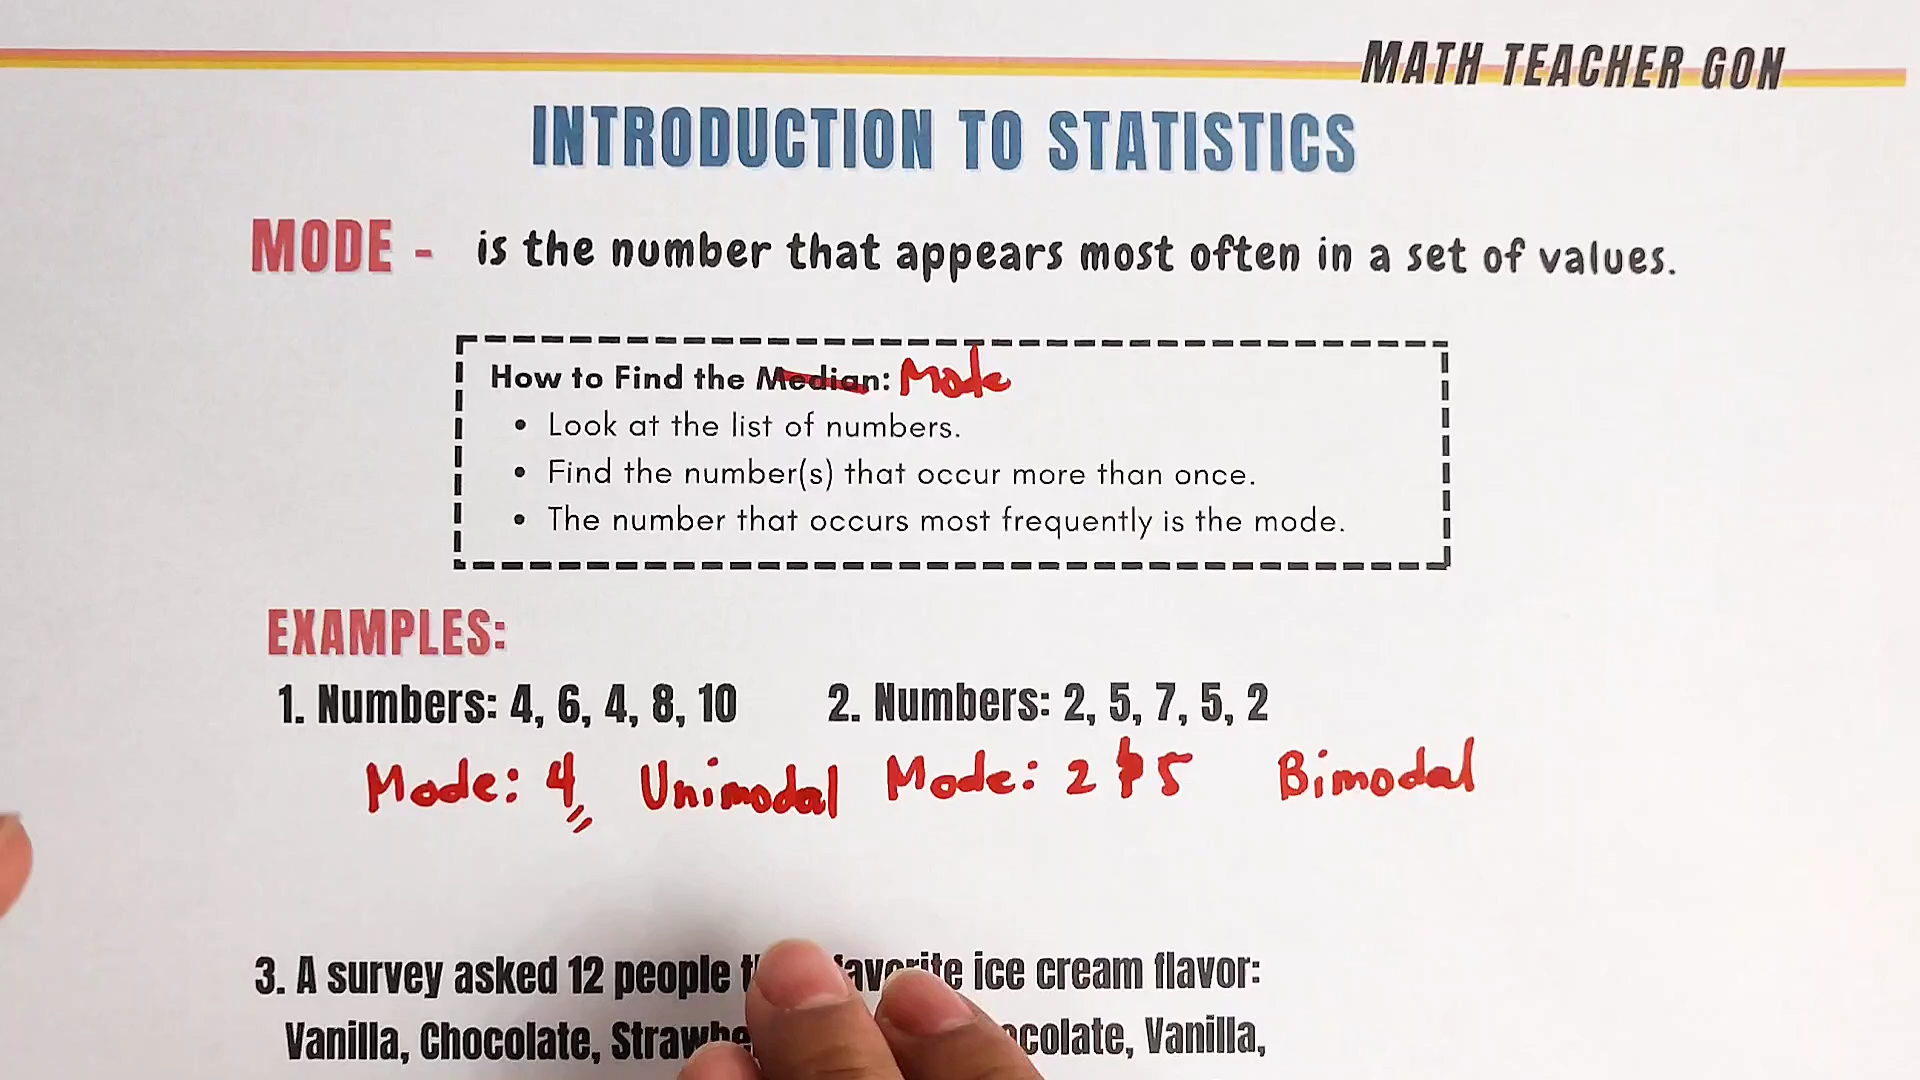 MATH TEACHER GON
INTRODUCTION TO STATISTICS
MODE - is the number that appears most often in a set of values.
How to Find the Median: Mode
• Look at the list of numbers.
• Find the number(s) that occur more than once.
• The number that occurs most frequently is the mode.
EXAMPLES:
1. Numbers: 4, 6, 4, 8, 10 2. Numbers: 2, 5, 7, 5, 2
Mode: 4 Unimodal Mode: 2 5 Bimodal
3. A survey asked 12 people favorite ice cream flavor:
Vanilla, Chocolate, Vanilla,